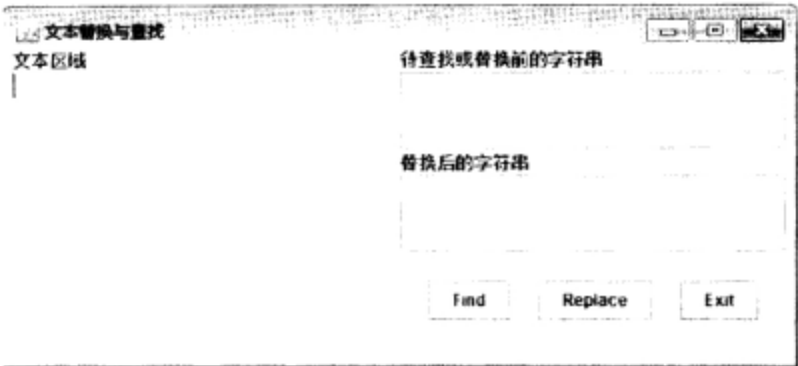 文本替换与查找
文本区域
待查找或替换前的字符串
替换后的字符串
Find
Replace
Exit